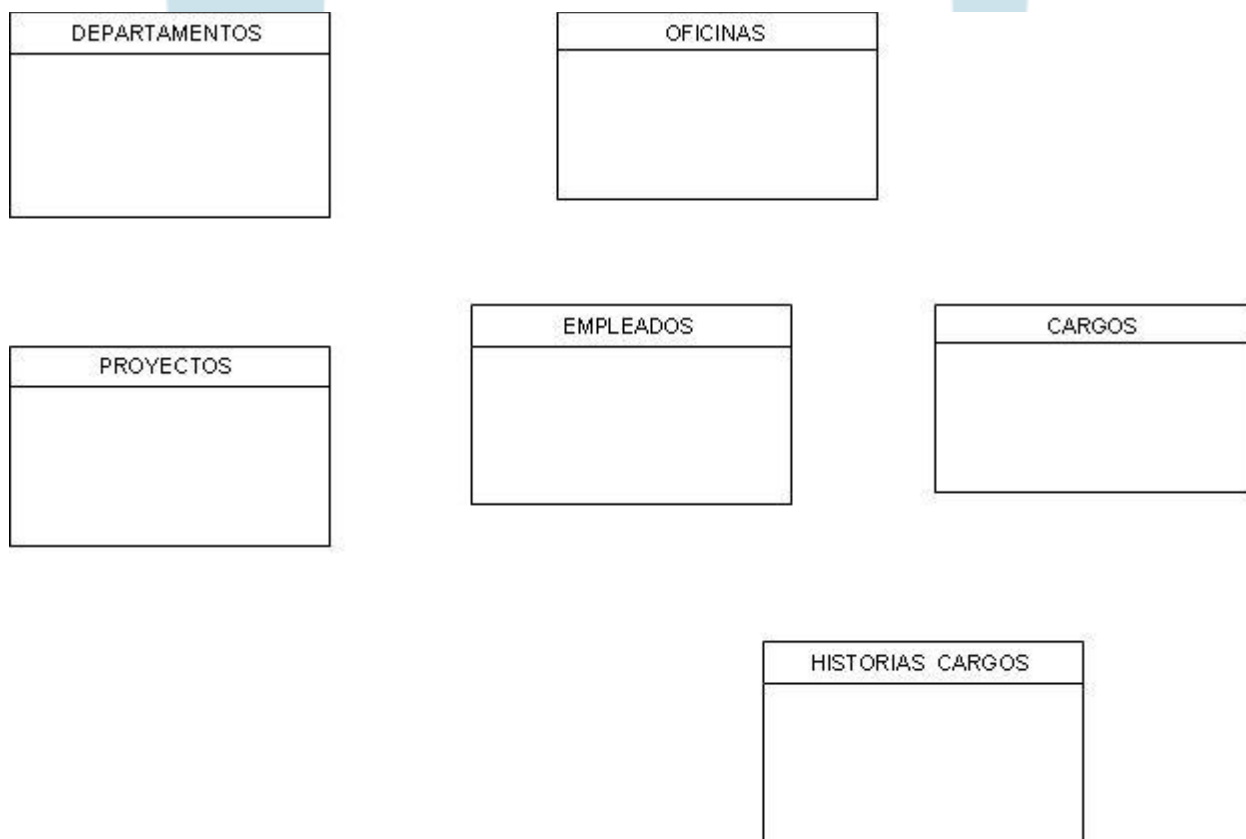 DEPARTAMENTOS
OFICINAS
EMPLEADOS
CARGOS
PROYECTOS
HISTORIAS CARGOS